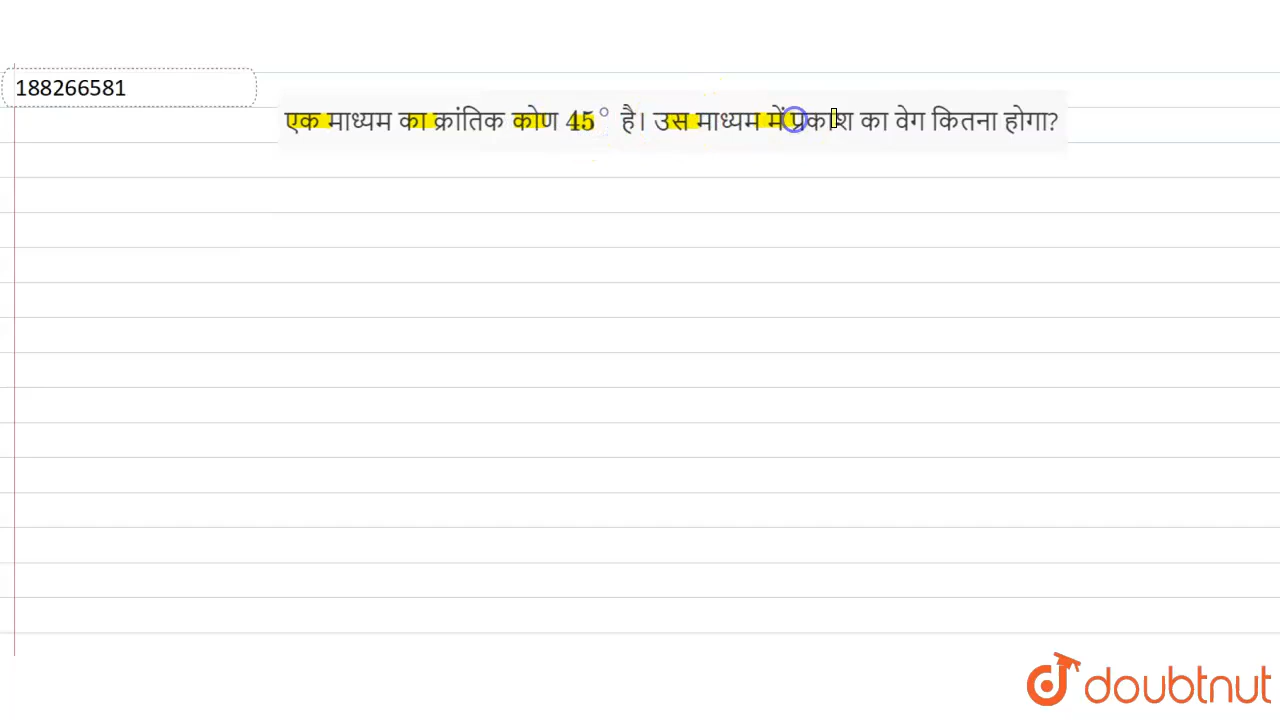 188266581
एक माध्यम का क्रांतिक कोण 45° है। उस माध्यम में प्रकाश का वेग कितना होगा?
doubtnut